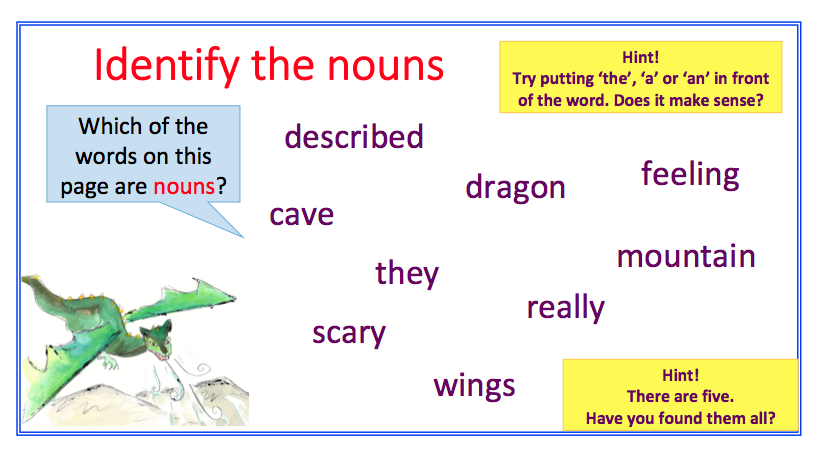 Identify the nouns
Hint!
Try putting ‘the’, ‘a’ or ‘an’ in front
of the word. Does it make sense?
Which of the
words on this
page are nouns?
described
feeling
dragon
cave
mountain
they
really
scary
wings
Hint!
There are five.
Have you found them all?